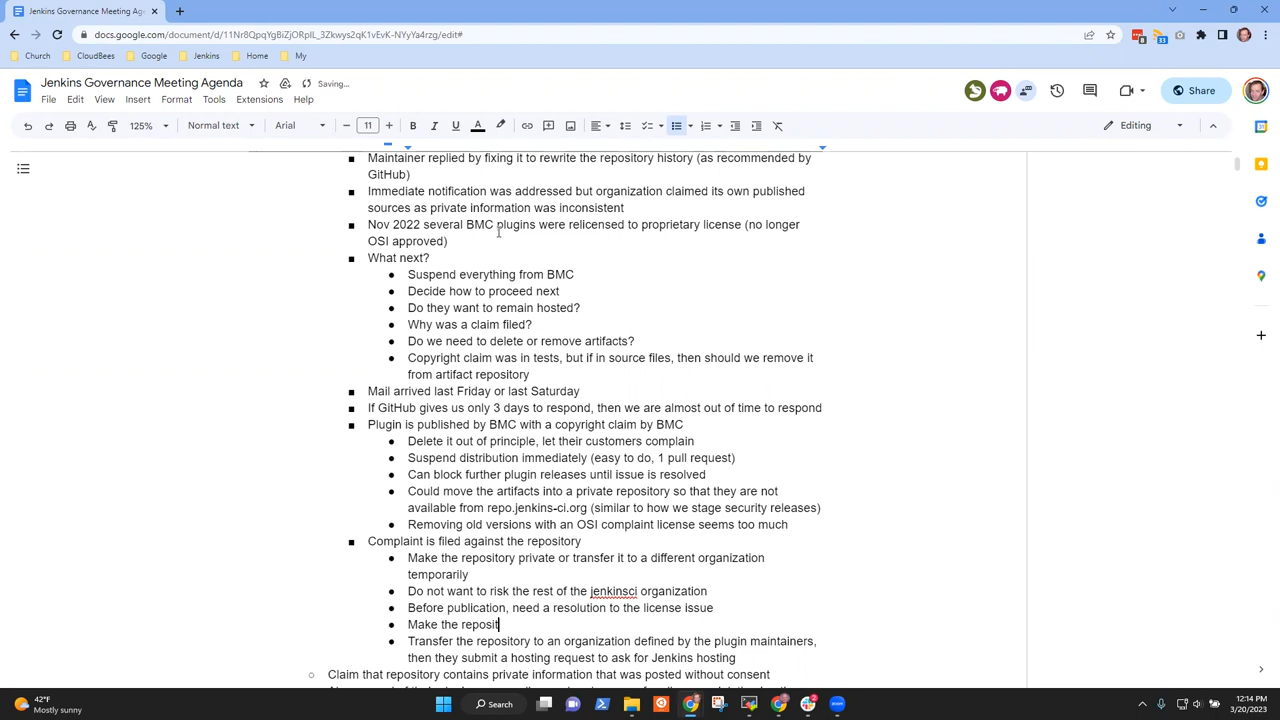 Jenkins Governance Meeting Age
docs.google.com/document/d/11Nr8QpqYgBiZjORpIL_3Zkwys2qK1vEvK-NYyYa4rzg/edit#
Church CloudBees Google Jenkins Home My
Jenkins Governance Meeting Agenda Saving...
File Edit View Insert Format Tools Extensions Help
Share
125% Normal text Arial 11 Editing
Maintainer replied by fixing it to rewrite the repository history (as recommended by
GitHub)
Immediate notification was addressed but organization claimed its own published
sources as private information was inconsistent
Nov 2022 several BMC plugins were relicensed to proprietary license (no longer
OSI approved)
What next?
Suspend everything from BMC
Decide how to proceed next
Do they want to remain hosted?
Why was a claim filed?
Do we need to delete or remove artifacts?
Copyright claim was in tests, but if in source files, then should we remove it
from artifact repository
Mail arrived last Friday or last Saturday
If GitHub gives us only 3 days to respond, then we are almost out of time to respond
Plugin is published by BMC with a copyright claim by BMC
Delete it out of principle, let their customers complain
Suspend distribution immediately (easy to do, 1 pull request)
Can block further plugin releases until issue is resolved
Could move the artifacts into a private repository so that they are not
available from repo.jenkins-ci.org (similar to how we stage security releases)
Removing old versions with an OSI complaint license seems too much
Complaint is filed against the repository
Make the repository private or transfer it to a different organization
temporarily
Do not want to risk the rest of the jenkinsci organization
Before publication, need a resolution to the license issue
Make the reposit
Transfer the repository to an organization defined by the plugin maintainers,
then they submit a hosting request to ask for Jenkins hosting
Claim that repository contains private information that was posted without consent
42°F
Mostly sunny
Search
12:14 PM
3/20/2023